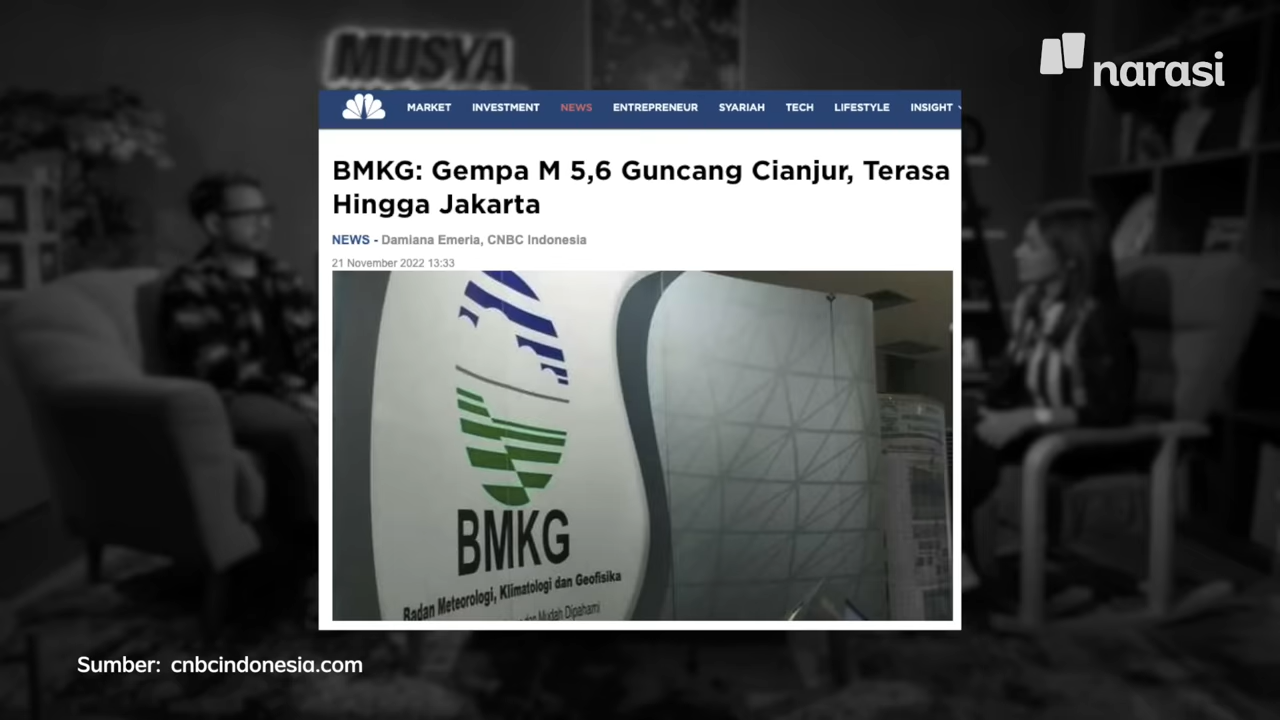 MUSYA
narasi
MARKET INVESTMENT NEWS ENTREPRENEUR SYARIAH TECH LIFESTYLE INSIGHT
BMKG: Gempa M 5,6 Guncang Cianjur, Terasa
Hingga Jakarta
NEWS - Damiana Emeria, CNBC Indonesia
21 November 2022 13:33
BMKG
Badan Meteorologi, Klimatologi dan Geofisika
dan Mudah Dipahami
Sumber: cnbcindonesia.com